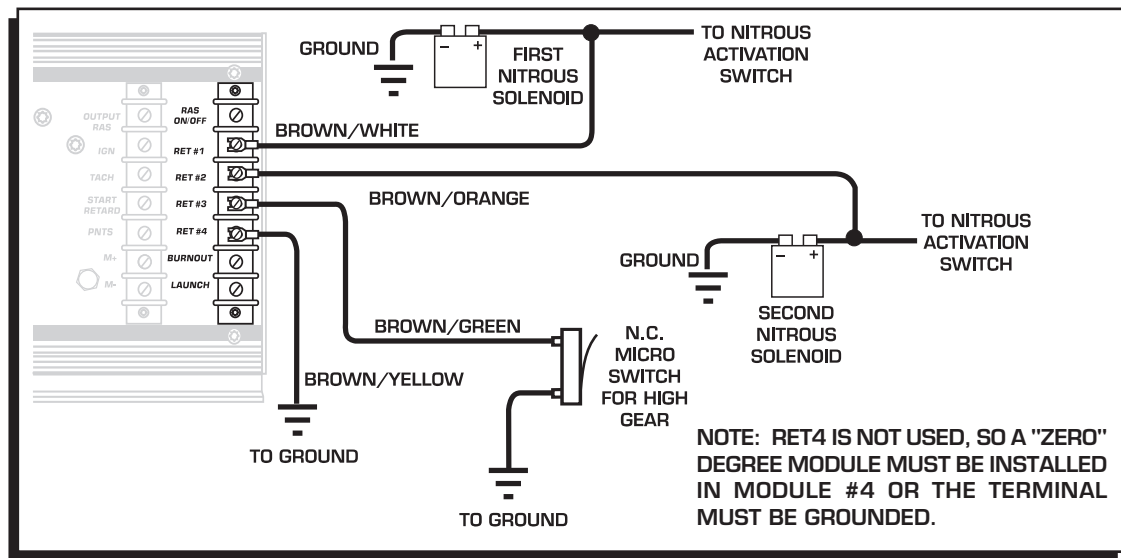 GROUND
–
+
FIRST
NITROUS
SOLENOID
TO NITROUS
ACTIVATION
SWITCH
OUTPUT
RAS
IGN
TACH
START
RETARD
PNTS
M+
M-
RAS
ON/OFF
RET #1
RET #2
RET #3
RET #4
BURNOUT
LAUNCH
BROWN/WHITE
BROWN/ORANGE
BROWN/GREEN
BROWN/YELLOW
TO GROUND
N.C.
MICRO
SWITCH
FOR HIGH
GEAR
TO GROUND
GROUND
–
+
SECOND
NITROUS
SOLENOID
TO NITROUS
ACTIVATION
SWITCH
NOTE: RET4 IS NOT USED, SO A "ZERO"
DEGREE MODULE MUST BE INSTALLED
IN MODULE #4 OR THE TERMINAL
MUST BE GROUNDED.